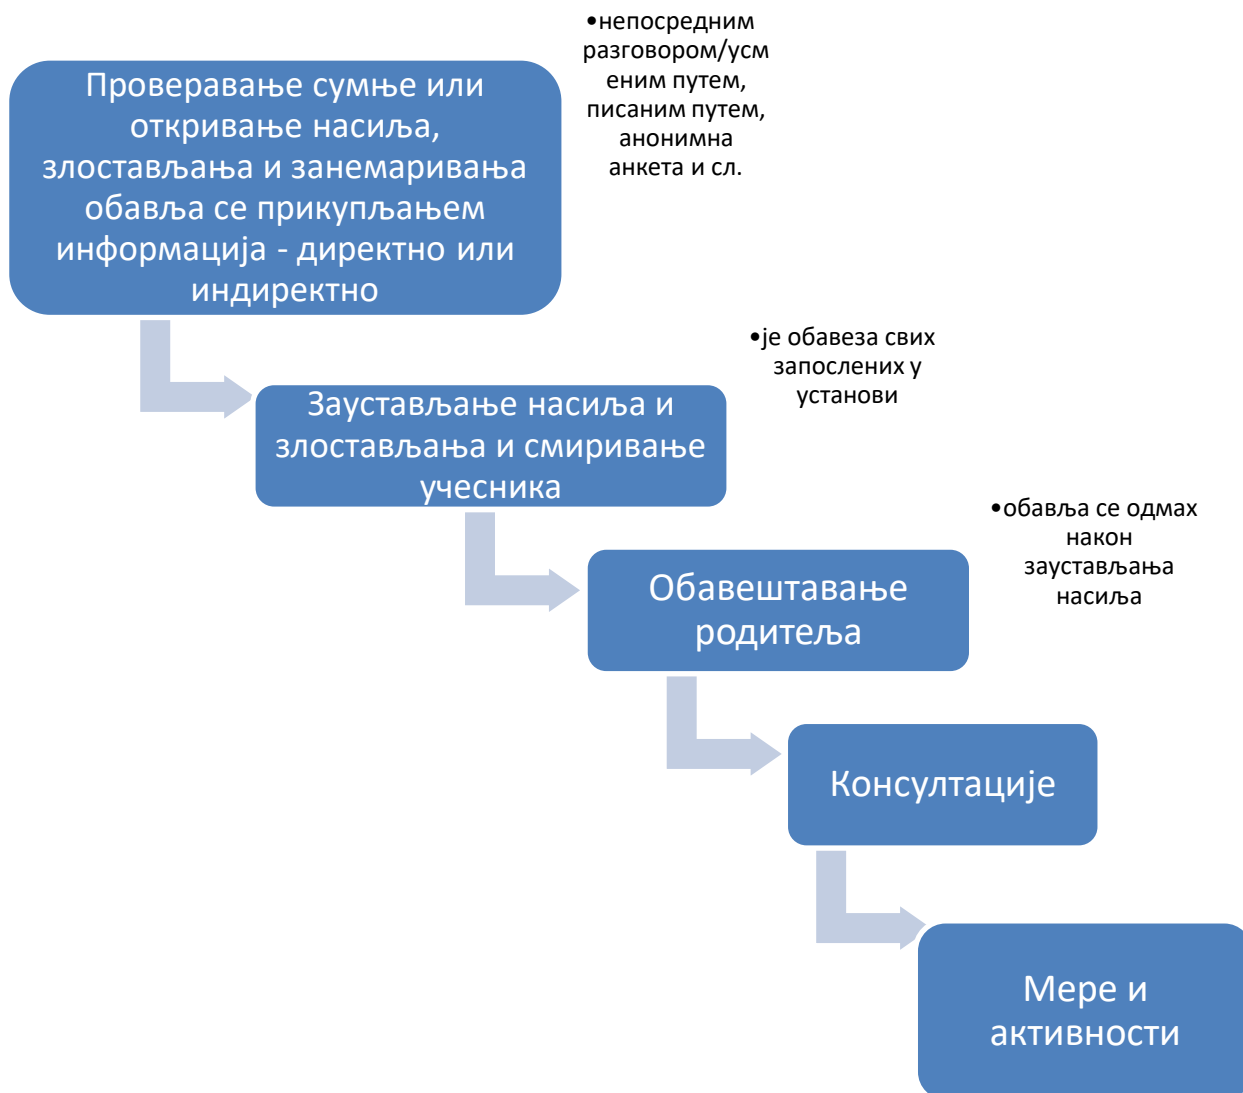 Проверавање сумње или
откривање насиља,
злостављања и занемаривања
обавља се прикупљањем
информација - директно или
индиректно
•непосредним
разговором/усм
еним путем,
писаним путем,
анонимна
анкета и сл.
Заустављање насиља и
злостављања и смиривање
учесника
•је обавеза свих
запослених у
установи
Обавештавање
родитеља
•обавља се одмах
након
заустављања
насиља
Консултације
Мере и
активности